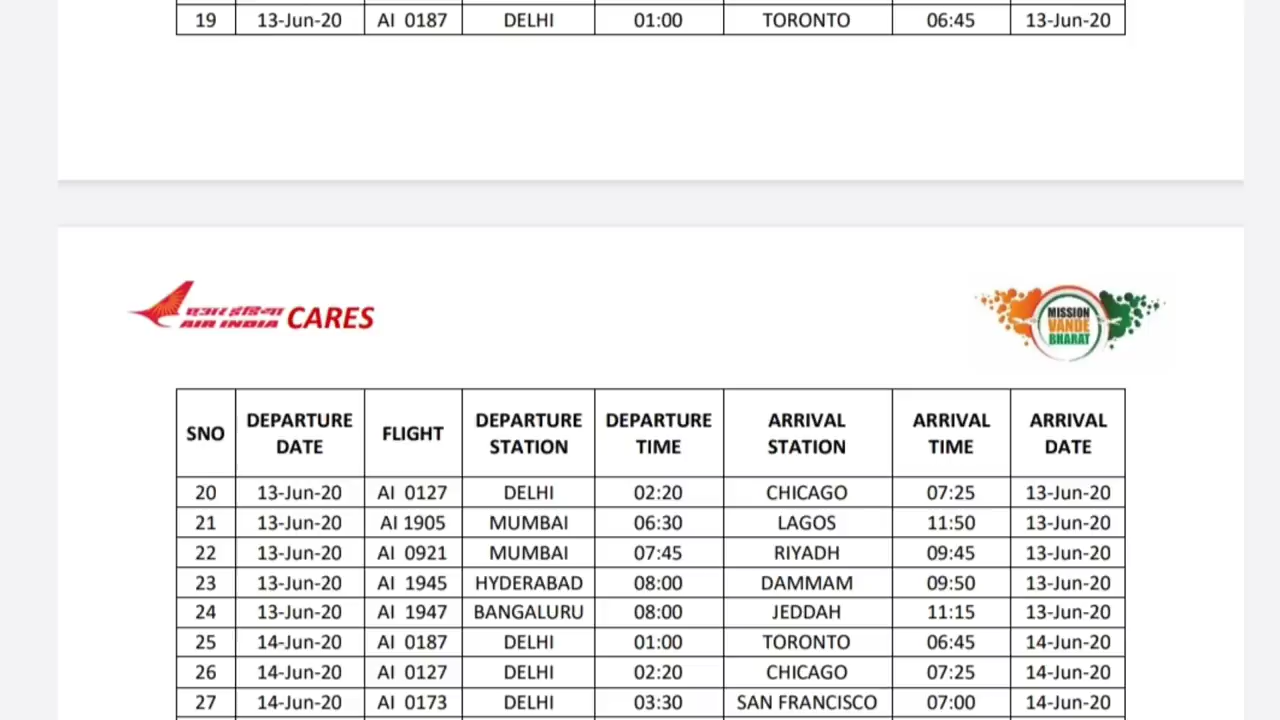 19 13-Jun-20 AI 0187 DELHI 01:00 TORONTO 06:45 13-Jun-20
एअर इंडिया
AIR INDIA CARES
MISSION
VANDE
BHARAT
SNO DEPARTURE DATE FLIGHT DEPARTURE STATION DEPARTURE TIME ARRIVAL STATION ARRIVAL TIME ARRIVAL DATE
20 13-Jun-20 AI 0127 DELHI 02:20 CHICAGO 07:25 13-Jun-20
21 13-Jun-20 AI 1905 MUMBAI 06:30 LAGOS 11:50 13-Jun-20
22 13-Jun-20 AI 0921 MUMBAI 07:45 RIYADH 09:45 13-Jun-20
23 13-Jun-20 AI 1945 HYDERABAD 08:00 DAMMAM 09:50 13-Jun-20
24 13-Jun-20 AI 1947 BANGALURU 08:00 JEDDAH 11:15 13-Jun-20
25 14-Jun-20 AI 0187 DELHI 01:00 TORONTO 06:45 14-Jun-20
26 14-Jun-20 AI 0127 DELHI 02:20 CHICAGO 07:25 14-Jun-20
27 14-Jun-20 AI 0173 DELHI 03:30 SAN FRANCISCO 07:00 14-Jun-20